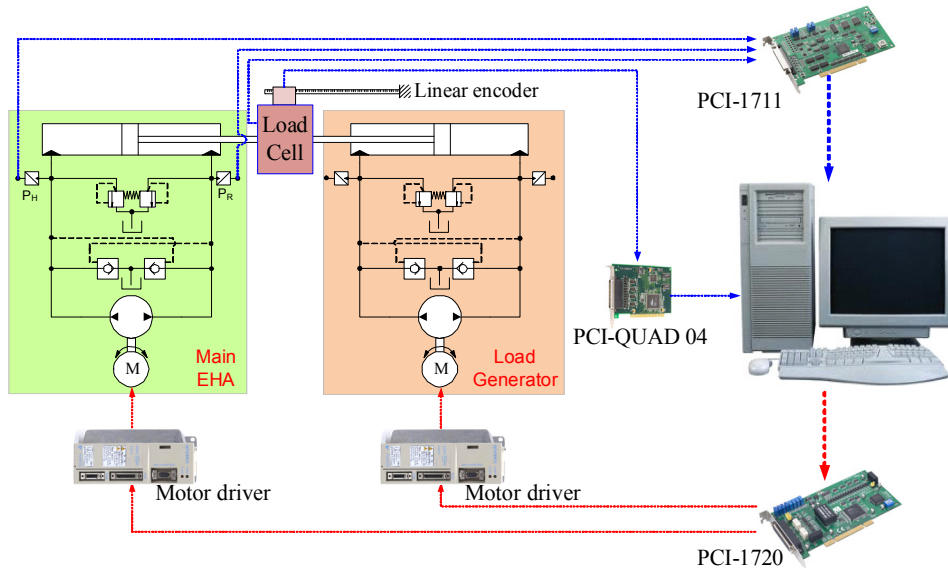 PCI-1711
Linear encoder
Load
Cell
P_H
P_R
PCI-QUAD 04
Main
EHA
M
Load
Generator
M
Motor driver
Motor driver
PCI-1720